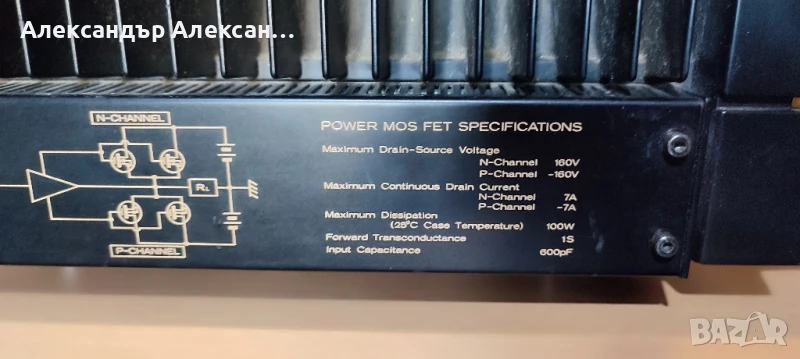 Александър Алексан...
N-CHANNEL
RL
P-CHANNEL
POWER MOS FET SPECIFICATIONS
Maximum Drain-Source Voltage
N-Channel 160V
P-Channel -160V
Maximum Continuous Drain Current
N-Channel 7A
P-Channel -7A
Maximum Dissipation
(25°C Case Temperature) 100W
Forward Transconductance 1S
Input Capacitance 600pF
BAZAR